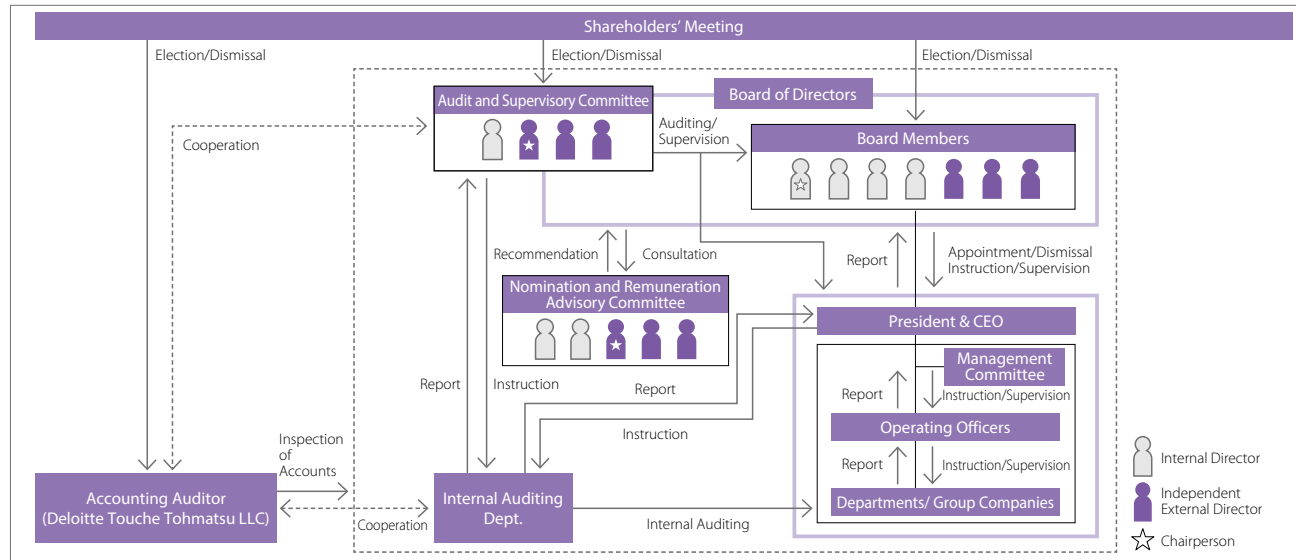 Shareholders’ Meeting
Election/Dismissal
Election/Dismissal
Election/Dismissal
Board of Directors
Audit and Supervisory Committee
Auditing/
Supervision
Board Members
Cooperation
Recommendation
Consultation
Report
Appointment/Dismissal
Instruction/Supervision
Nomination and Remuneration
Advisory Committee
President & CEO
Management
Committee
Report
Instruction
Report
Report
Instruction/Supervision
Instruction
Operating Officers
Inspection
of
Accounts
Report
Instruction/Supervision
Accounting Auditor
(Deloitte Touche Tohmatsu LLC)
Cooperation
Internal Auditing
Dept.
Internal Auditing
Departments/ Group Companies
Internal Director
Independent
External Director
Chairperson